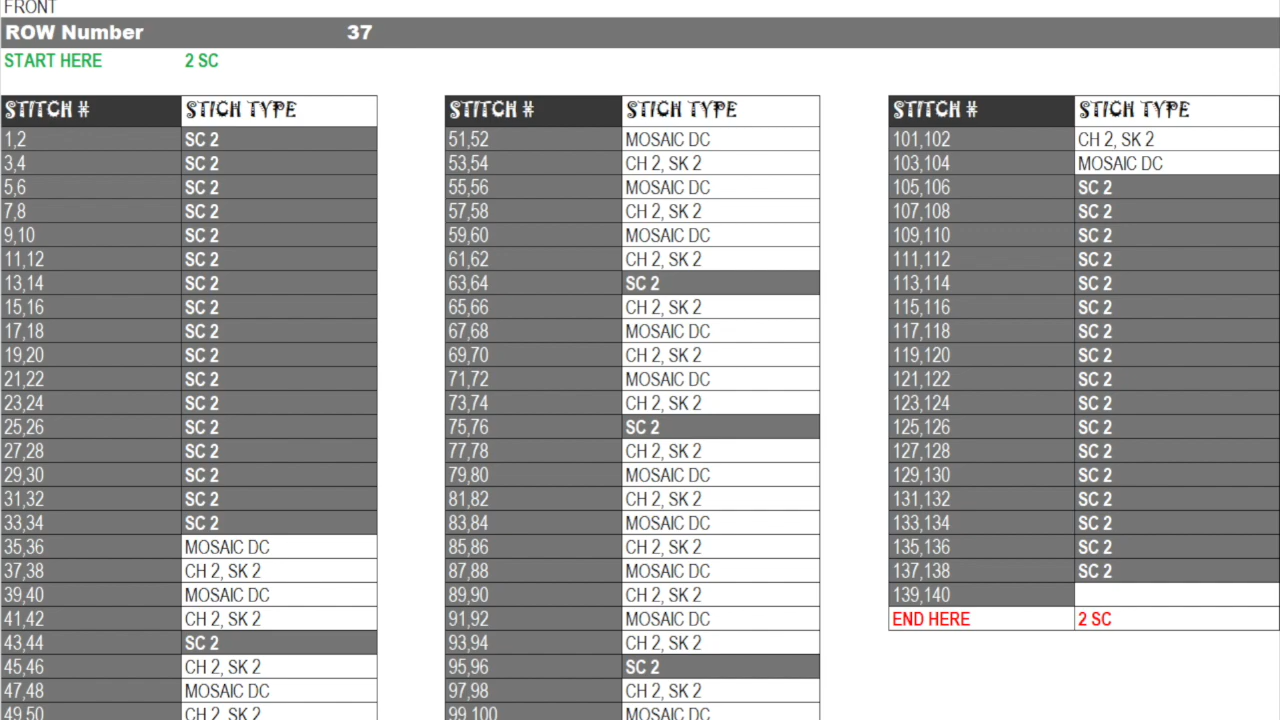 FRONT
ROW Number 37
START HERE 2 SC
STITCH # STICH TYPE
1,2 SC 2
3,4 SC 2
5,6 SC 2
7,8 SC 2
9,10 SC 2
11,12 SC 2
13,14 SC 2
15,16 SC 2
17,18 SC 2
19,20 SC 2
21,22 SC 2
23,24 SC 2
25,26 SC 2
27,28 SC 2
29,30 SC 2
31,32 SC 2
33,34 SC 2
35,36 MOSAIC DC
37,38 CH 2, SK 2
39,40 MOSAIC DC
41,42 CH 2, SK 2
43,44 SC 2
45,46 CH 2, SK 2
47,48 MOSAIC DC
49,50 CH 2, SK 2
STITCH # STICH TYPE
51,52 MOSAIC DC
53,54 CH 2, SK 2
55,56 MOSAIC DC
57,58 CH 2, SK 2
59,60 MOSAIC DC
61,62 CH 2, SK 2
63,64 SC 2
65,66 CH 2, SK 2
67,68 MOSAIC DC
69,70 CH 2, SK 2
71,72 MOSAIC DC
73,74 CH 2, SK 2
75,76 SC 2
77,78 CH 2, SK 2
79,80 MOSAIC DC
81,82 CH 2, SK 2
83,84 MOSAIC DC
85,86 CH 2, SK 2
87,88 MOSAIC DC
89,90 CH 2, SK 2
91,92 MOSAIC DC
93,94 CH 2, SK 2
95,96 SC 2
97,98 CH 2, SK 2
99,100 MOSAIC DC
STITCH # STICH TYPE
101,102 CH 2, SK 2
103,104 MOSAIC DC
105,106 SC 2
107,108 SC 2
109,110 SC 2
111,112 SC 2
113,114 SC 2
115,116 SC 2
117,118 SC 2
119,120 SC 2
121,122 SC 2
123,124 SC 2
125,126 SC 2
127,128 SC 2
129,130 SC 2
131,132 SC 2
133,134 SC 2
135,136 SC 2
137,138 SC 2
139,140
END HERE 2 SC